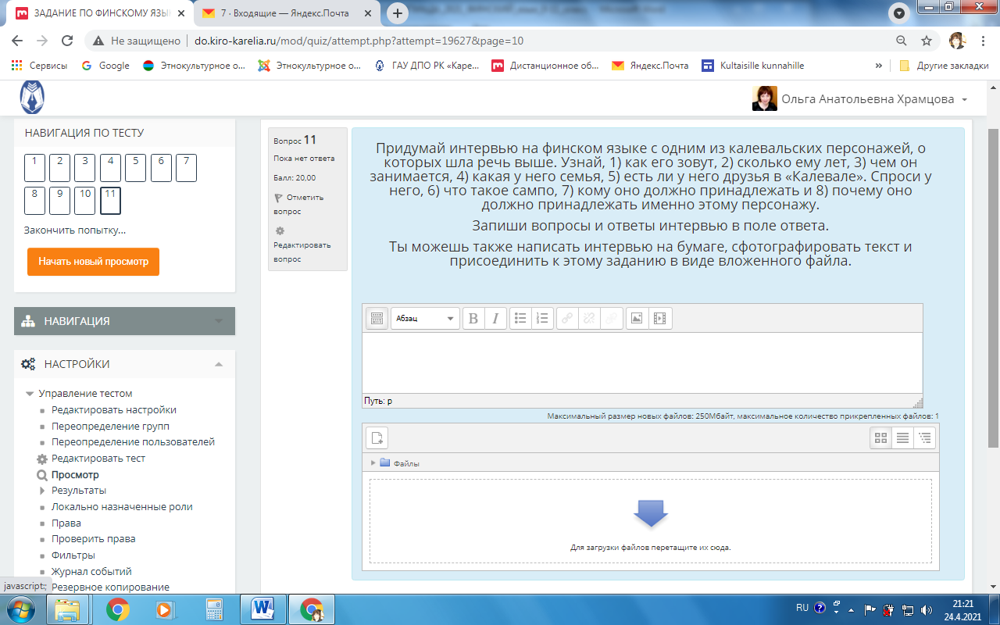 ЗАДАНИЕ ПО ФИНСКОМУ ЯЗЫ
7 · Входящие — Яндекс.Почта
Не защищено
do.kiro-karelia.ru/mod/quiz/attempt.php?attempt=19627&page=10
Сервисы
Google
Этнокультурное о...
Этнокультурное о...
ГАУ ДПО РК «Каре...
Дистанционное об...
Яндекс.Почта
Kultaisille kunnahille
»
Другие закладки
Ольга Анатольевна Храмцова
НАВИГАЦИЯ ПО ТЕСТУ
1 2 3 4 5 6 7
8 9 10 11
Закончить попытку...
Начать новый просмотр
НАВИГАЦИЯ
НАСТРОЙКИ
Управление тестом
Редактировать настройки
Переопределение групп
Переопределение пользователей
Редактировать тест
Просмотр
Результаты
Локально назначенные роли
Права
Проверить права
Фильтры
Журнал событий
Резервное копирование
javascript:;
Вопрос 11
Пока нет ответа
Балл: 20,00
Отметить
вопрос
Редактировать
вопрос
Придумай интервью на финском языке с одним из калевальских персонажей, о
которых шла речь выше. Узнай, 1) как его зовут, 2) сколько ему лет, 3) чем он
занимается, 4) какая у него семья, 5) есть ли у него друзья в «Калевале». Спроси у
него, 6) что такое сампо, 7) кому оно должно принадлежать и 8) почему оно
должно принадлежать именно этому персонажу.
Запиши вопросы и ответы интервью в поле ответа.
Ты можешь также написать интервью на бумаге, сфотографировать текст и
присоединить к этому заданию в виде вложенного файла.
Абзац
B I
Путь: p
Максимальный размер новых файлов: 250Мбайт, максимальное количество прикрепленных файлов: 1
Файлы
Для загрузки файлов перетащите их сюда.
RU
21:21
24.4.2021